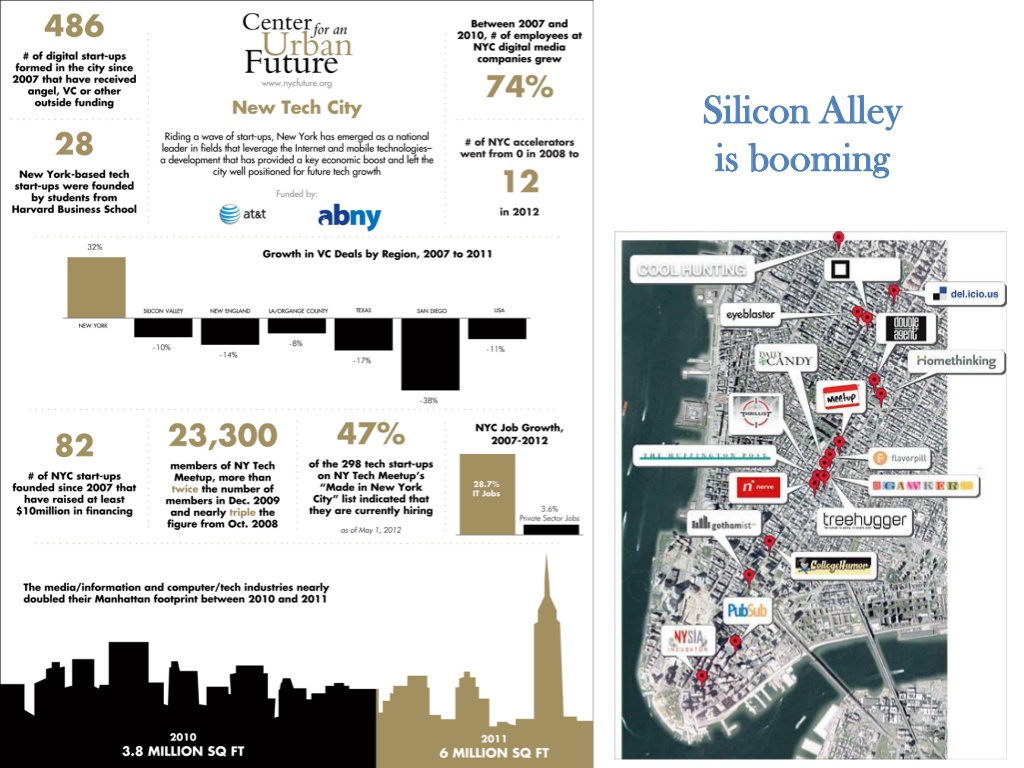 486
# of digital start-ups
formed in the city since
2007 that have received
angel, VC or other
outside funding
28
New York-based tech
start-ups were founded
by students from
Harvard Business School
Center for an
Urban
Future
www.nycfuture.org
New Tech City
Riding a wave of start-ups, New York has emerged as a national
leader in fields that leverage the Internet and mobile technologies–
a development that has provided a key economic boost and left the
city well positioned for future tech growth
Funded by:
at&t
abny
Between 2007 and
2010, # of employees at
NYC digital media
companies grew
74%
# of NYC accelerators
went from 0 in 2008 to
12
in 2012
Growth in VC Deals by Region, 2007 to 2011
32%
NEW YORK
SILICON VALLEY
-10%
NEW ENGLAND
-14%
LA/ORGANGE COUNTY
-8%
TEXAS
-17%
SAN DIEGO
-38%
USA
-11%
82
# of NYC start-ups
founded since 2007 that
have raised at least
$10million in financing
23,300
members of NY Tech
Meetup, more than
twice the number of
members in Dec. 2009
and nearly triple the
figure from Oct. 2008
47%
of the 298 tech start-ups
on NY Tech Meetup's
"Made in New York
City" list indicated that
they are currently hiring
as of May 1, 2012
NYC Job Growth,
2007-2012
28.7%
IT Jobs
3.6%
Private Sector Jobs
The media/information and computer/tech industries nearly
doubled their Manhattan footprint between 2010 and 2011
2010
3.8 MILLION SQ FT
2011
6 MILLION SQ FT
Silicon Alley
is booming
COOL HUNTING
del.icio.us
eyeblaster
double
agent
DAILY
CANDY
Homethinking
Meetup
THRILLIST
THE HUFFINGTON POST
flavorpill
nerve
GAWKER
gothamist
treehugger
CollegeHumor
PubSub
NYSIA
INCUBATOR